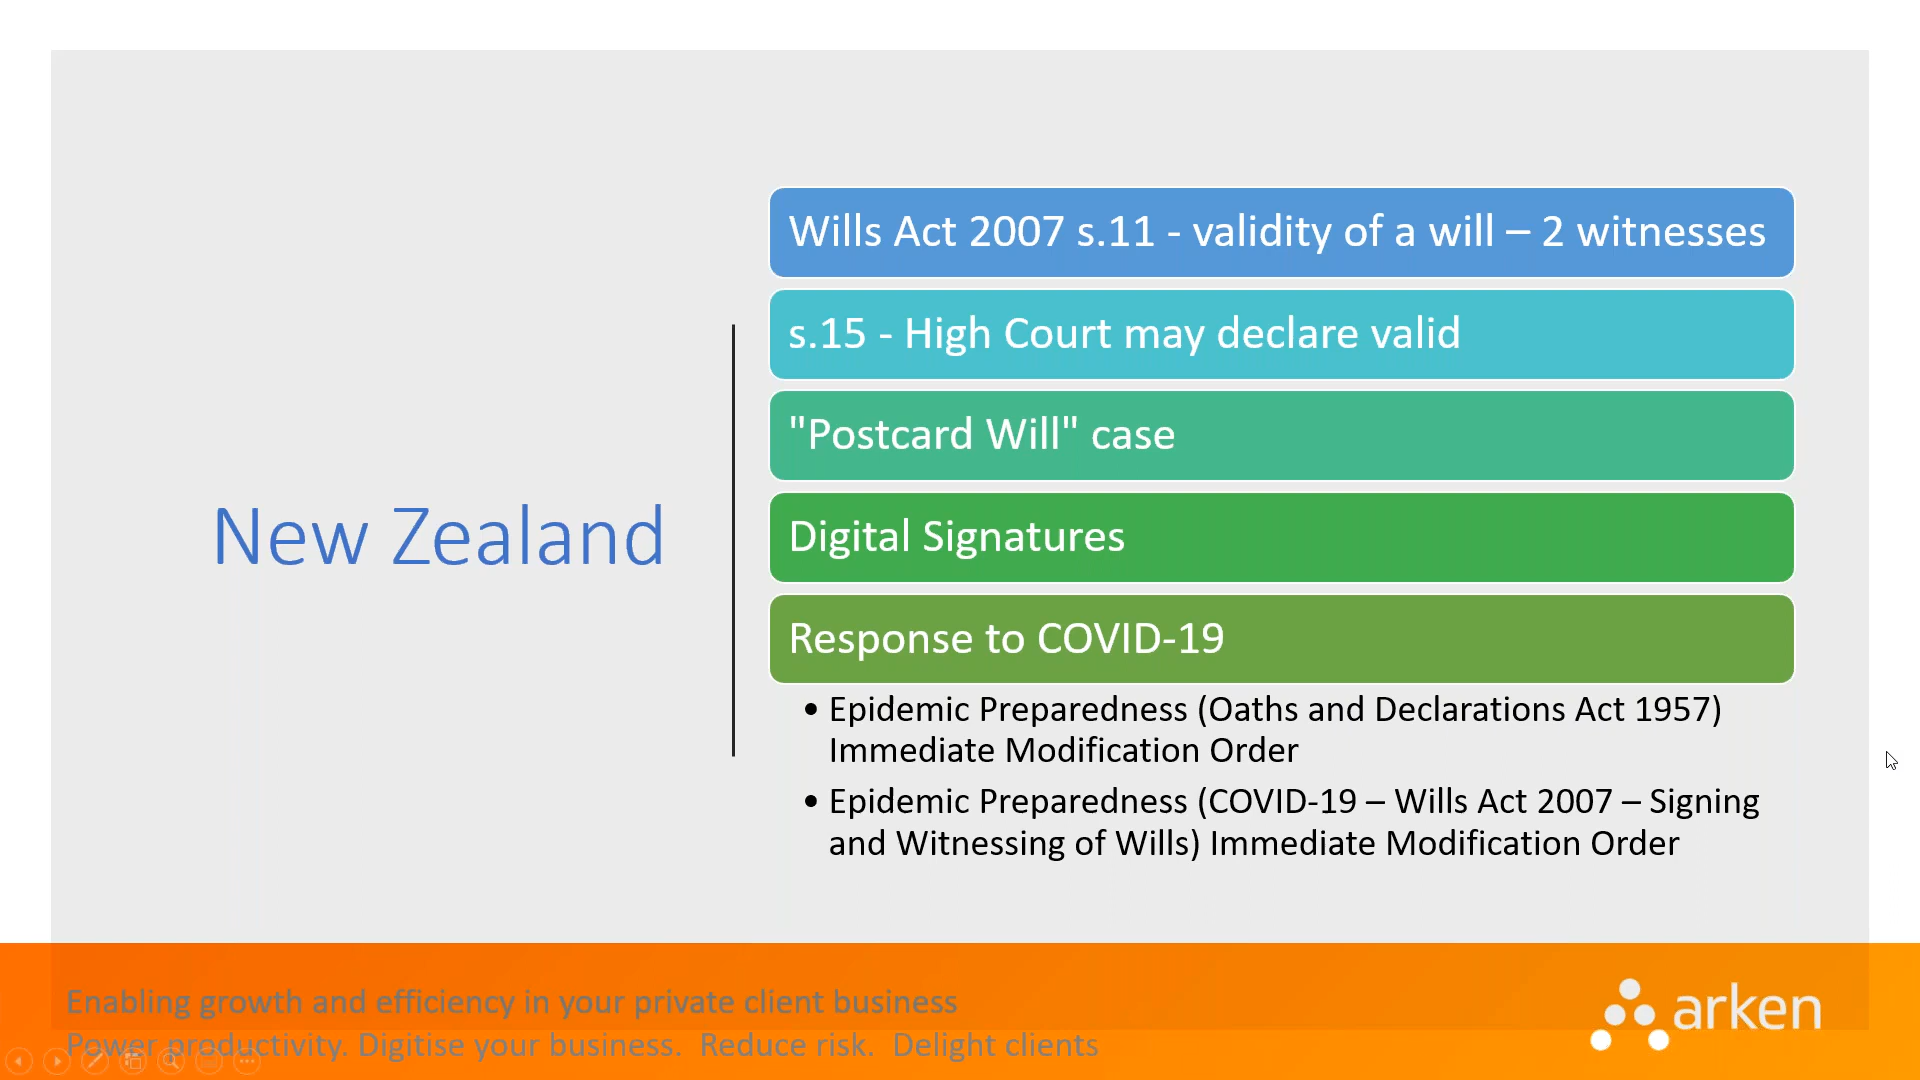 New Zealand
Wills Act 2007 s.11 - validity of a will – 2 witnesses
s.15 - High Court may declare valid
"Postcard Will" case
Digital Signatures
Response to COVID-19
• Epidemic Preparedness (Oaths and Declarations Act 1957)
Immediate Modification Order
• Epidemic Preparedness (COVID-19 – Wills Act 2007 – Signing
and Witnessing of Wills) Immediate Modification Order
Enabling growth and efficiency in your private client business
Power productivity. Digitise your business. Reduce risk. Delight clients
arken